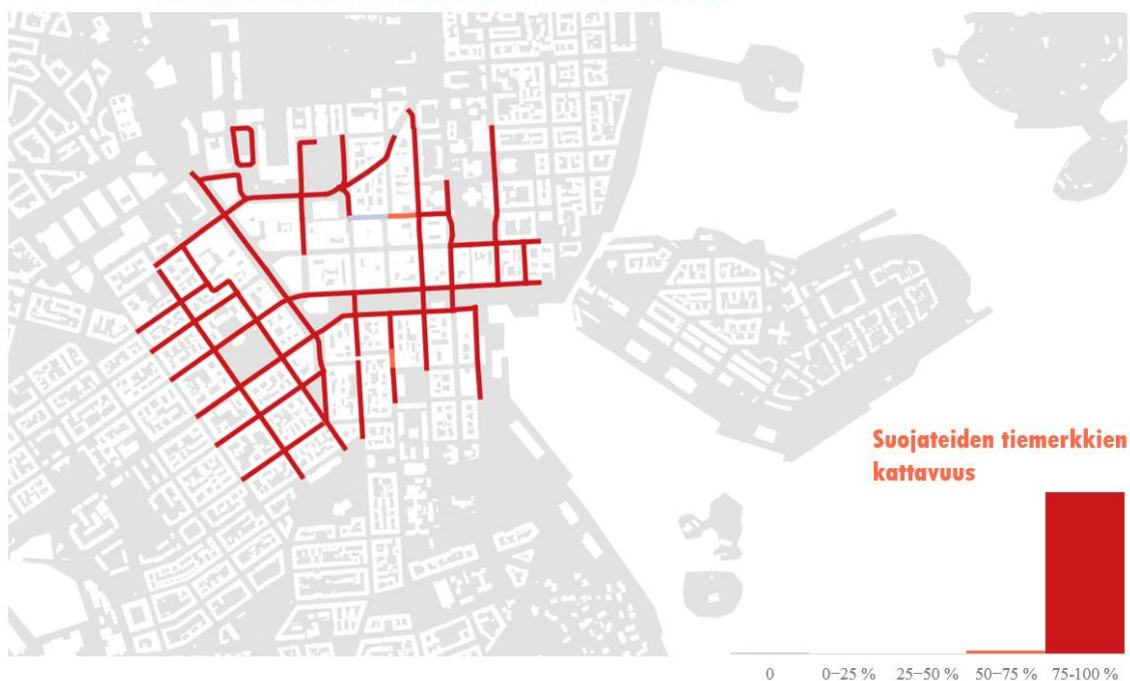 Suojateiden tiemerkkien
kattavuus
0 0–25 % 25–50 % 50–75 % 75-100 %